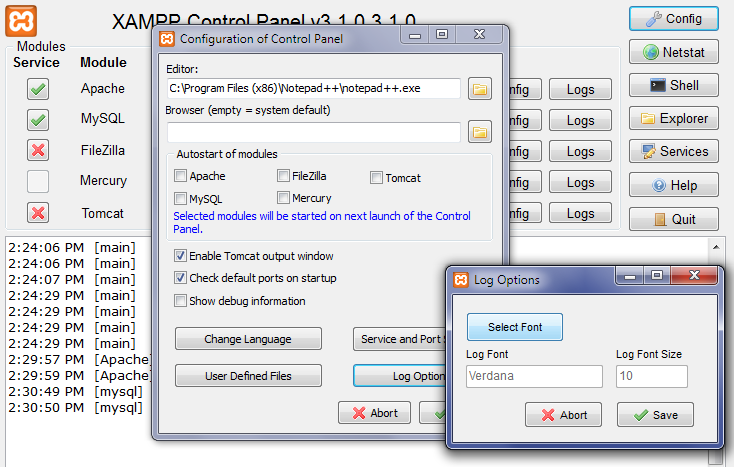 XAMPP Control Panel v3.1.0 3.1.0
Modules
Service Module
Apache
MySQL
FileZilla
Mercury
Tomcat
Logs
Logs
Logs
Logs
Logs
Config
Netstat
Shell
Explorer
Services
Help
Quit
2:24:06 PM [main]
2:24:06 PM [main]
2:24:07 PM [main]
2:24:29 PM [main]
2:24:29 PM [main]
2:24:29 PM [main]
2:24:29 PM [main]
2:29:57 PM [Apache]
2:29:59 PM [Apache]
2:30:49 PM [mysql]
2:30:50 PM [mysql]
Configuration of Control Panel
Editor:
C:\Program Files (x86)\Notepad++\notepad++.exe
Browser (empty = system default)
Autostart of modules
Apache FileZilla Tomcat
MySQL Mercury
Selected modules will be started on next launch of the Control
Panel.
Enable Tomcat output window
Check default ports on startup
Show debug information
Change Language Service and Port
User Defined Files Log Option
Abort
Log Options
Select Font
Log Font Log Font Size
Verdana 10
Abort Save